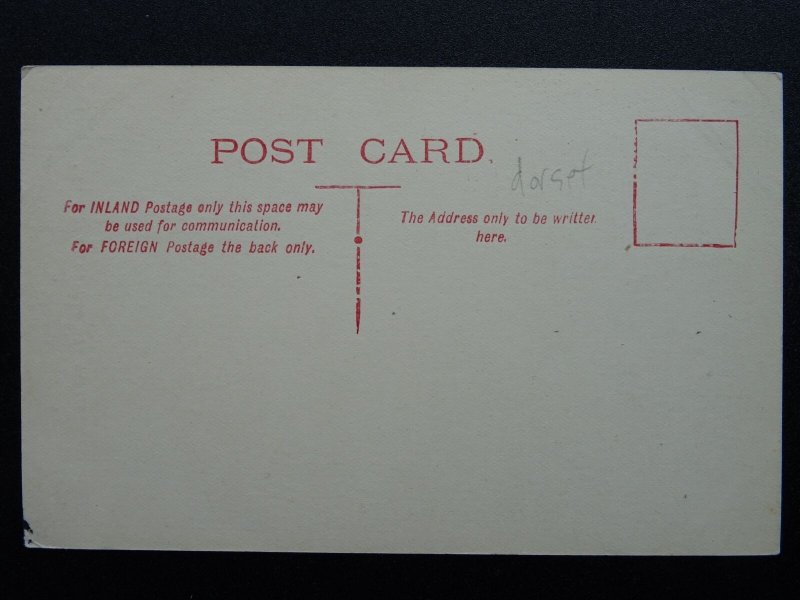 POST CARD.
dorset
For INLAND Postage only this space may
be used for communication.
For FOREIGN Postage the back only.
The Address only to be written
here.